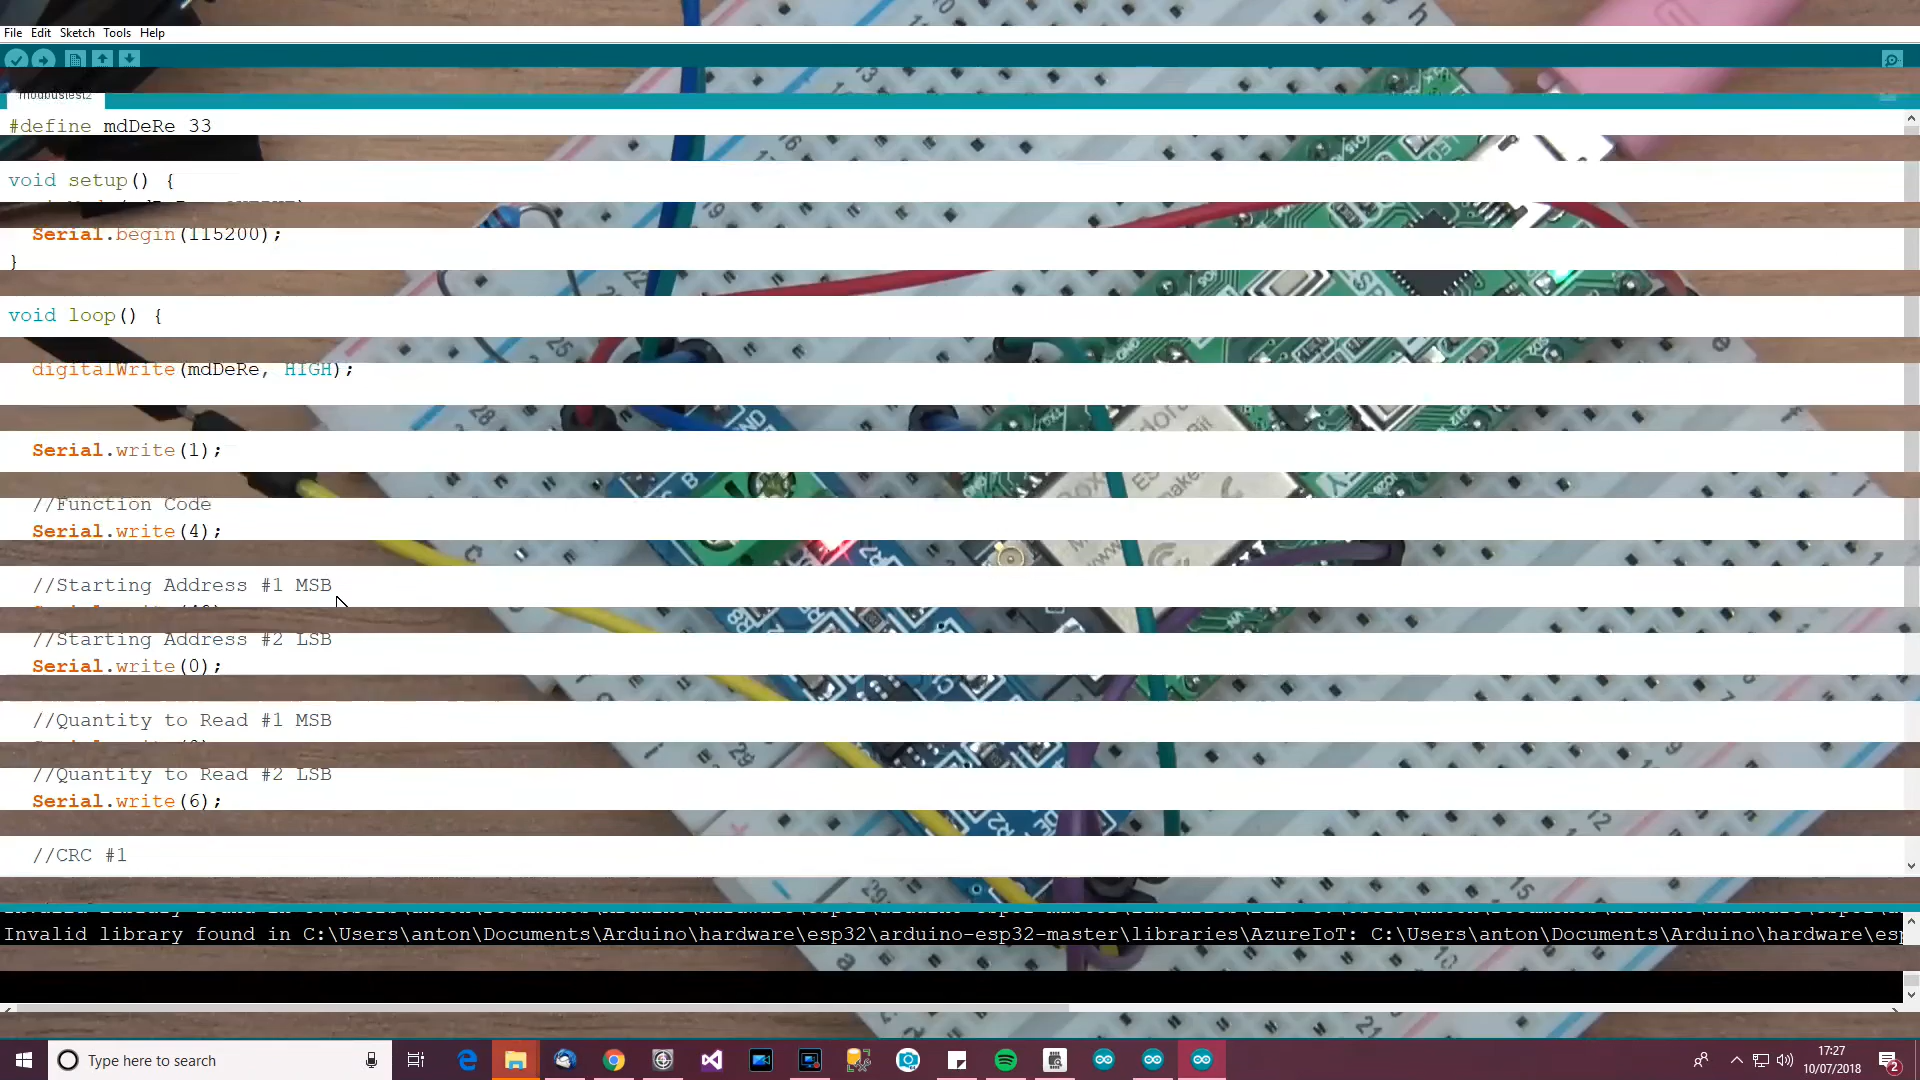 File Edit Sketch Tools Help
modbustest2
#define mdDeRe 33
void setup() {
Serial.begin(115200);
}
void loop() {
digitalWrite(mdDeRe, HIGH);
Serial.write(1);
//Function Code
Serial.write(4);
//Starting Address #1 MSB
//Starting Address #2 LSB
Serial.write(0);
//Quantity to Read #1 MSB
//Quantity to Read #2 LSB
Serial.write(6);
//CRC #1
Invalid library found in C:\Users\anton\Documents\Arduino\hardware\esp32\arduino-esp32-master\libraries\AzureIoT: C:\Users\anton\Documents\Arduino\hardware\esp
Type here to search
17:27
10/07/2018
2